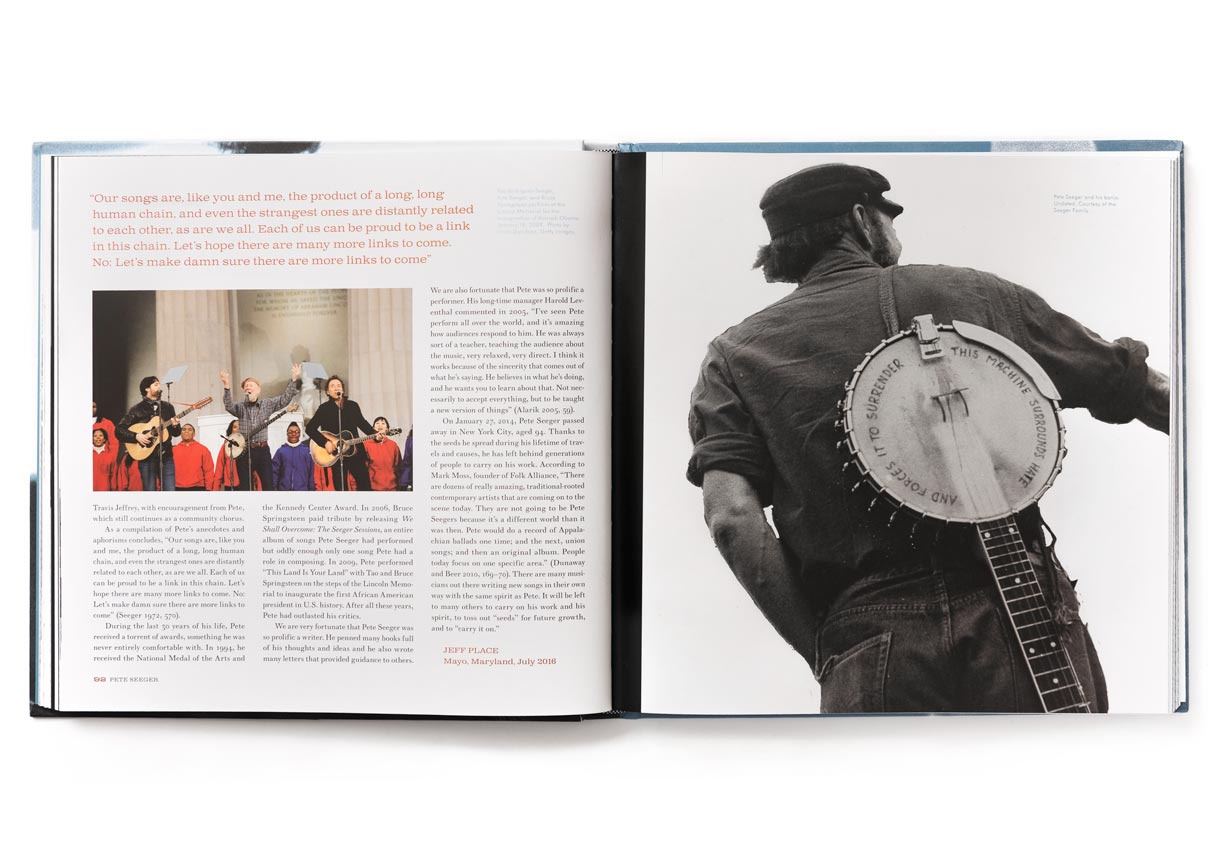 “Our songs are, like you and me, the product of a long, long
human chain, and even the strangest ones are distantly related
to each other, as are we all. Each of us can be proud to be a link
in this chain. Let’s hope there are many more links to come.
No: Let’s make damn sure there are more links to come”
Travis Jeffrey, with encouragement from Pete,
which still continues as a community chorus.
As a compilation of Pete’s anecdotes and
aphorisms concludes, “Our songs are, like you
and me, the product of a long, long human
chain, and even the strangest ones are distantly
related to each other, as are we all. Each of us
can be proud to be a link in this chain. Let’s
hope there are many more links to come. No:
Let’s make damn sure there are more links to
come” (Seeger 1972, 570).
During the last 30 years of his life, Pete
received a torrent of awards, something he was
never entirely comfortable with. In 1994, he
received the National Medal of the Arts and
the Kennedy Center Award. In 2006, Bruce
Springsteen paid tribute by releasing We
Shall Overcome: The Seeger Sessions, an entire
album of songs Pete Seeger had performed
but oddly enough only one song Pete had a
role in composing. In 2009, Pete performed
“This Land Is Your Land” with Tao and Bruce
Springsteen on the steps of the Lincoln Memo-
rial to inaugurate the first African American
president in U.S. history. After all these years,
Pete had outlasted his critics.
We are very fortunate that Pete Seeger was
so prolific a writer. He penned many books full
of his thoughts and ideas and he also wrote
many letters that provided guidance to others.
We are also fortunate that Pete was so prolific a
performer. His long-time manager Harold Lev-
enthal commented in 2005, “I’ve seen Pete
perform all over the world, and it’s amazing
how audiences respond to him. He was always
sort of a teacher, teaching the audience about
the music, very relaxed, very direct. I think it
works because of the sincerity that comes out of
what he’s saying. He believes in what he’s doing,
and he wants you to learn about that. Not nec-
essarily to accept everything, but to be taught
a new version of things” (Alarik 2005, 59).
On January 27, 2014, Pete Seeger passed
away in New York City, aged 94. Thanks to
the seeds he spread during his lifetime of trav-
els and causes, he has left behind generations
of people to carry on his work. According to
Mark Moss, founder of Folk Alliance, “There
are dozens of really amazing, traditional-rooted
contemporary artists that are coming on to the
scene today. They are not going to be Pete
Seegers because it’s a different world than it
was then. Pete would do a record of Appala-
chian ballads one time; and the next, union
songs; and then an original album. People
today focus on one specific area.” (Dunaway
and Beer 2010, 169–70). There are many musi-
cians out there writing new songs in their own
way with the same spirit as Pete. It will be left
to many others to carry on his work and his
spirit, to toss out “seeds” for future growth,
and to “carry it on.”
JEFF PLACE
Mayo, Maryland, July 2016
92 PETE SEEGER
Pete Seeger and his banjo.
Undated. Courtesy of the
Seeger Family.
THIS MACHINE SURROUNDS HATE
AND FORCES IT TO SURRENDER